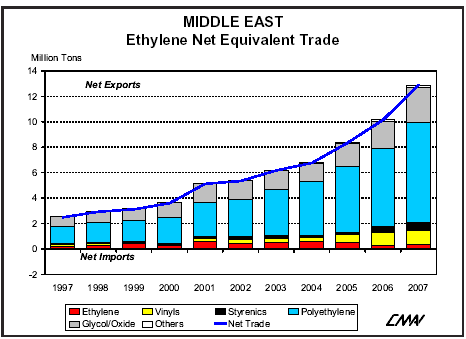 MIDDLE EAST
Ethylene Net Equivalent Trade
Million Tons
14
Net Exports
12
10
8
6
4
2
0
Net Imports
-2
1997 1998 1999 2000 2001 2002 2003 2004 2005 2006 2007
Ethylene Vinyls Styrenics Polyethylene
Glycol/Oxide Others Net Trade
CMAI